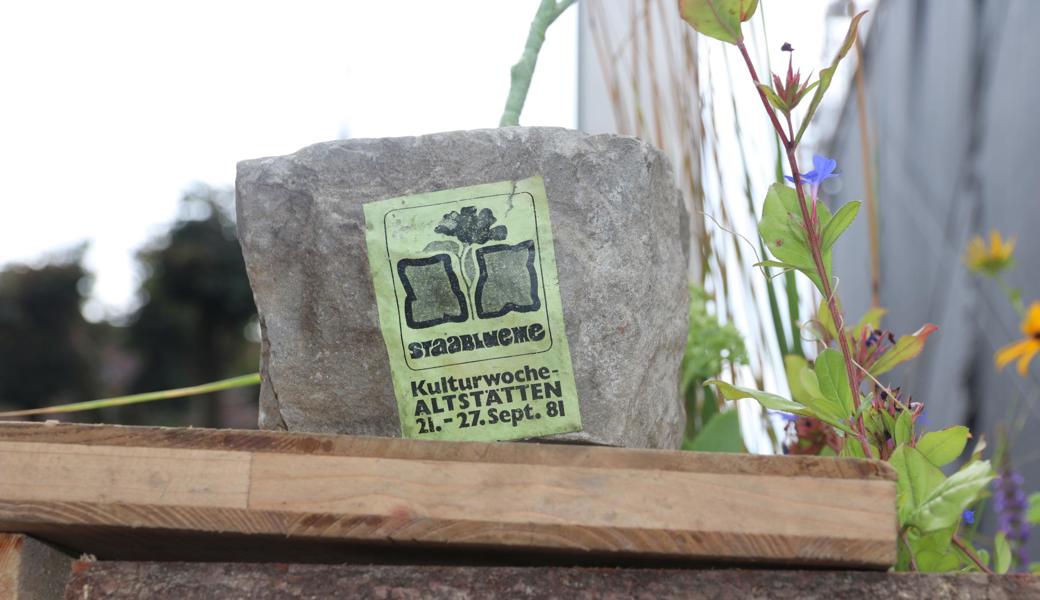 STAABLUEME
Kulturwoche-
ALTSTÄTTEN
21.-27.Sept.81